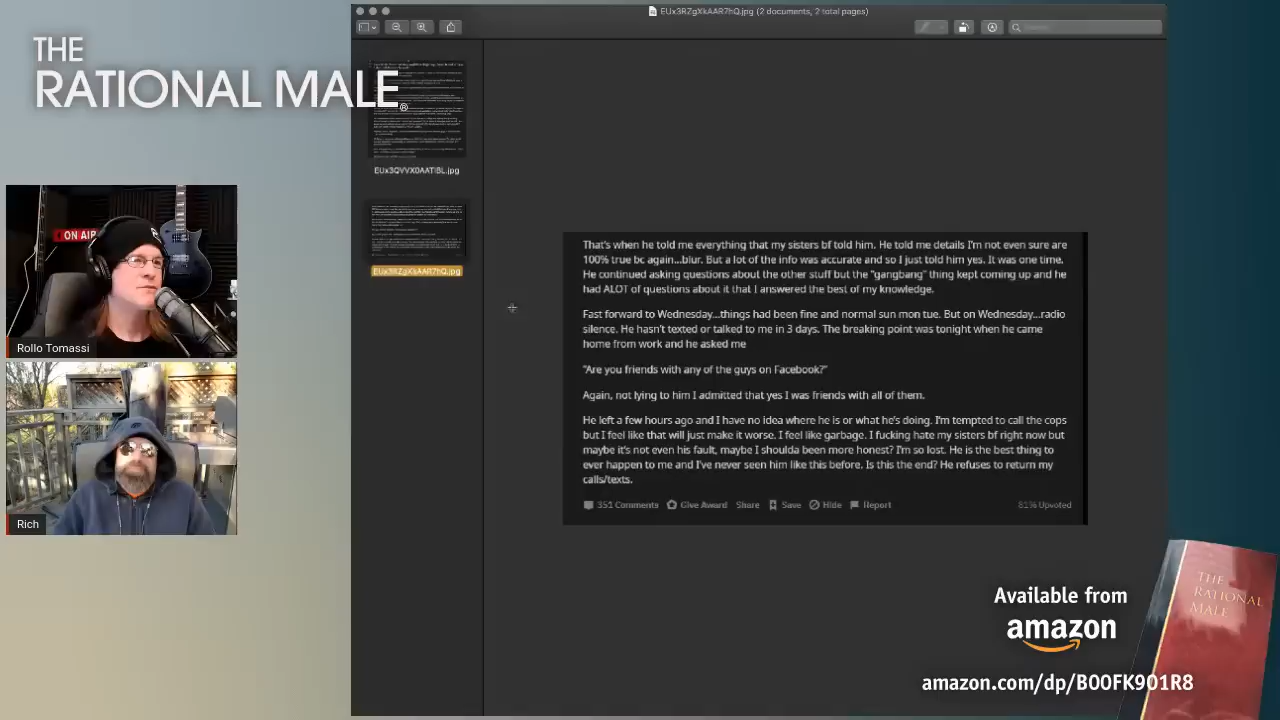 EUx3RZgXkAAR7hQ.jpg (2 documents, 2 total pages)
Search
THE
RATIONAL MALE®
EUx3QVVX0AATIBL.jpg
EUx3RZgXkAAR7hQ.jpg
ON AIR
Rollo Tomassi
Rich
That's when he told me everything that my sisters of told him. He told me details I'm not even sure are
100% true bc again...blur. But a lot of the info was accurate and so I just told him yes. It was one time.
He continued asking questions about the other stuff but the "gangbang" thing kept coming up and he
had ALOT of questions about it that I answered the best of my knowledge.
Fast forward to Wednesday...things had been fine and normal sun mon tue. But on Wednesday...radio
silence. He hasn't texted or talked to me in 3 days. The breaking point was tonight when he came
home from work and he asked me
"Are you friends with any of the guys on Facebook?"
Again, not lying to him I admitted that yes I was friends with all of them.
He left a few hours ago and I have no idea where he is or what he's doing. I'm tempted to call the cops
but I feel like that will just make it worse. I feel like garbage. I fucking hate my sisters bf right now but
maybe it's not even his fault, maybe I shoulda been more honest? I'm so lost. He is the best thing to
ever happen to me and I've never seen him like this before. Is this the end? He refuses to return my
calls/texts.
351 Comments Give Award Share Save Hide Report 81% Upvoted
Available from
amazon
amazon.com/dp/B00FK901R8
THE
RATIONAL
MALE